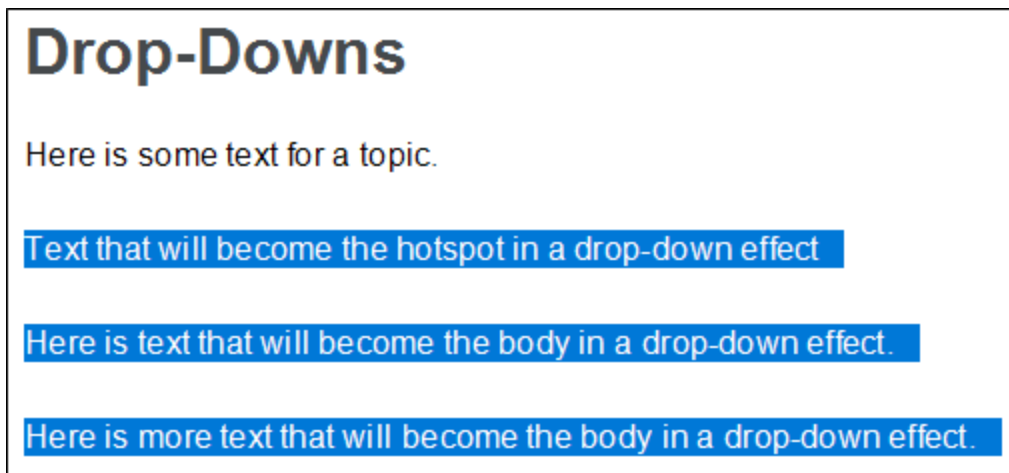 Drop-Downs
Here is some text for a topic.
Text that will become the hotspot in a drop-down effect
Here is text that will become the body in a drop-down effect.
Here is more text that will become the body in a drop-down effect.